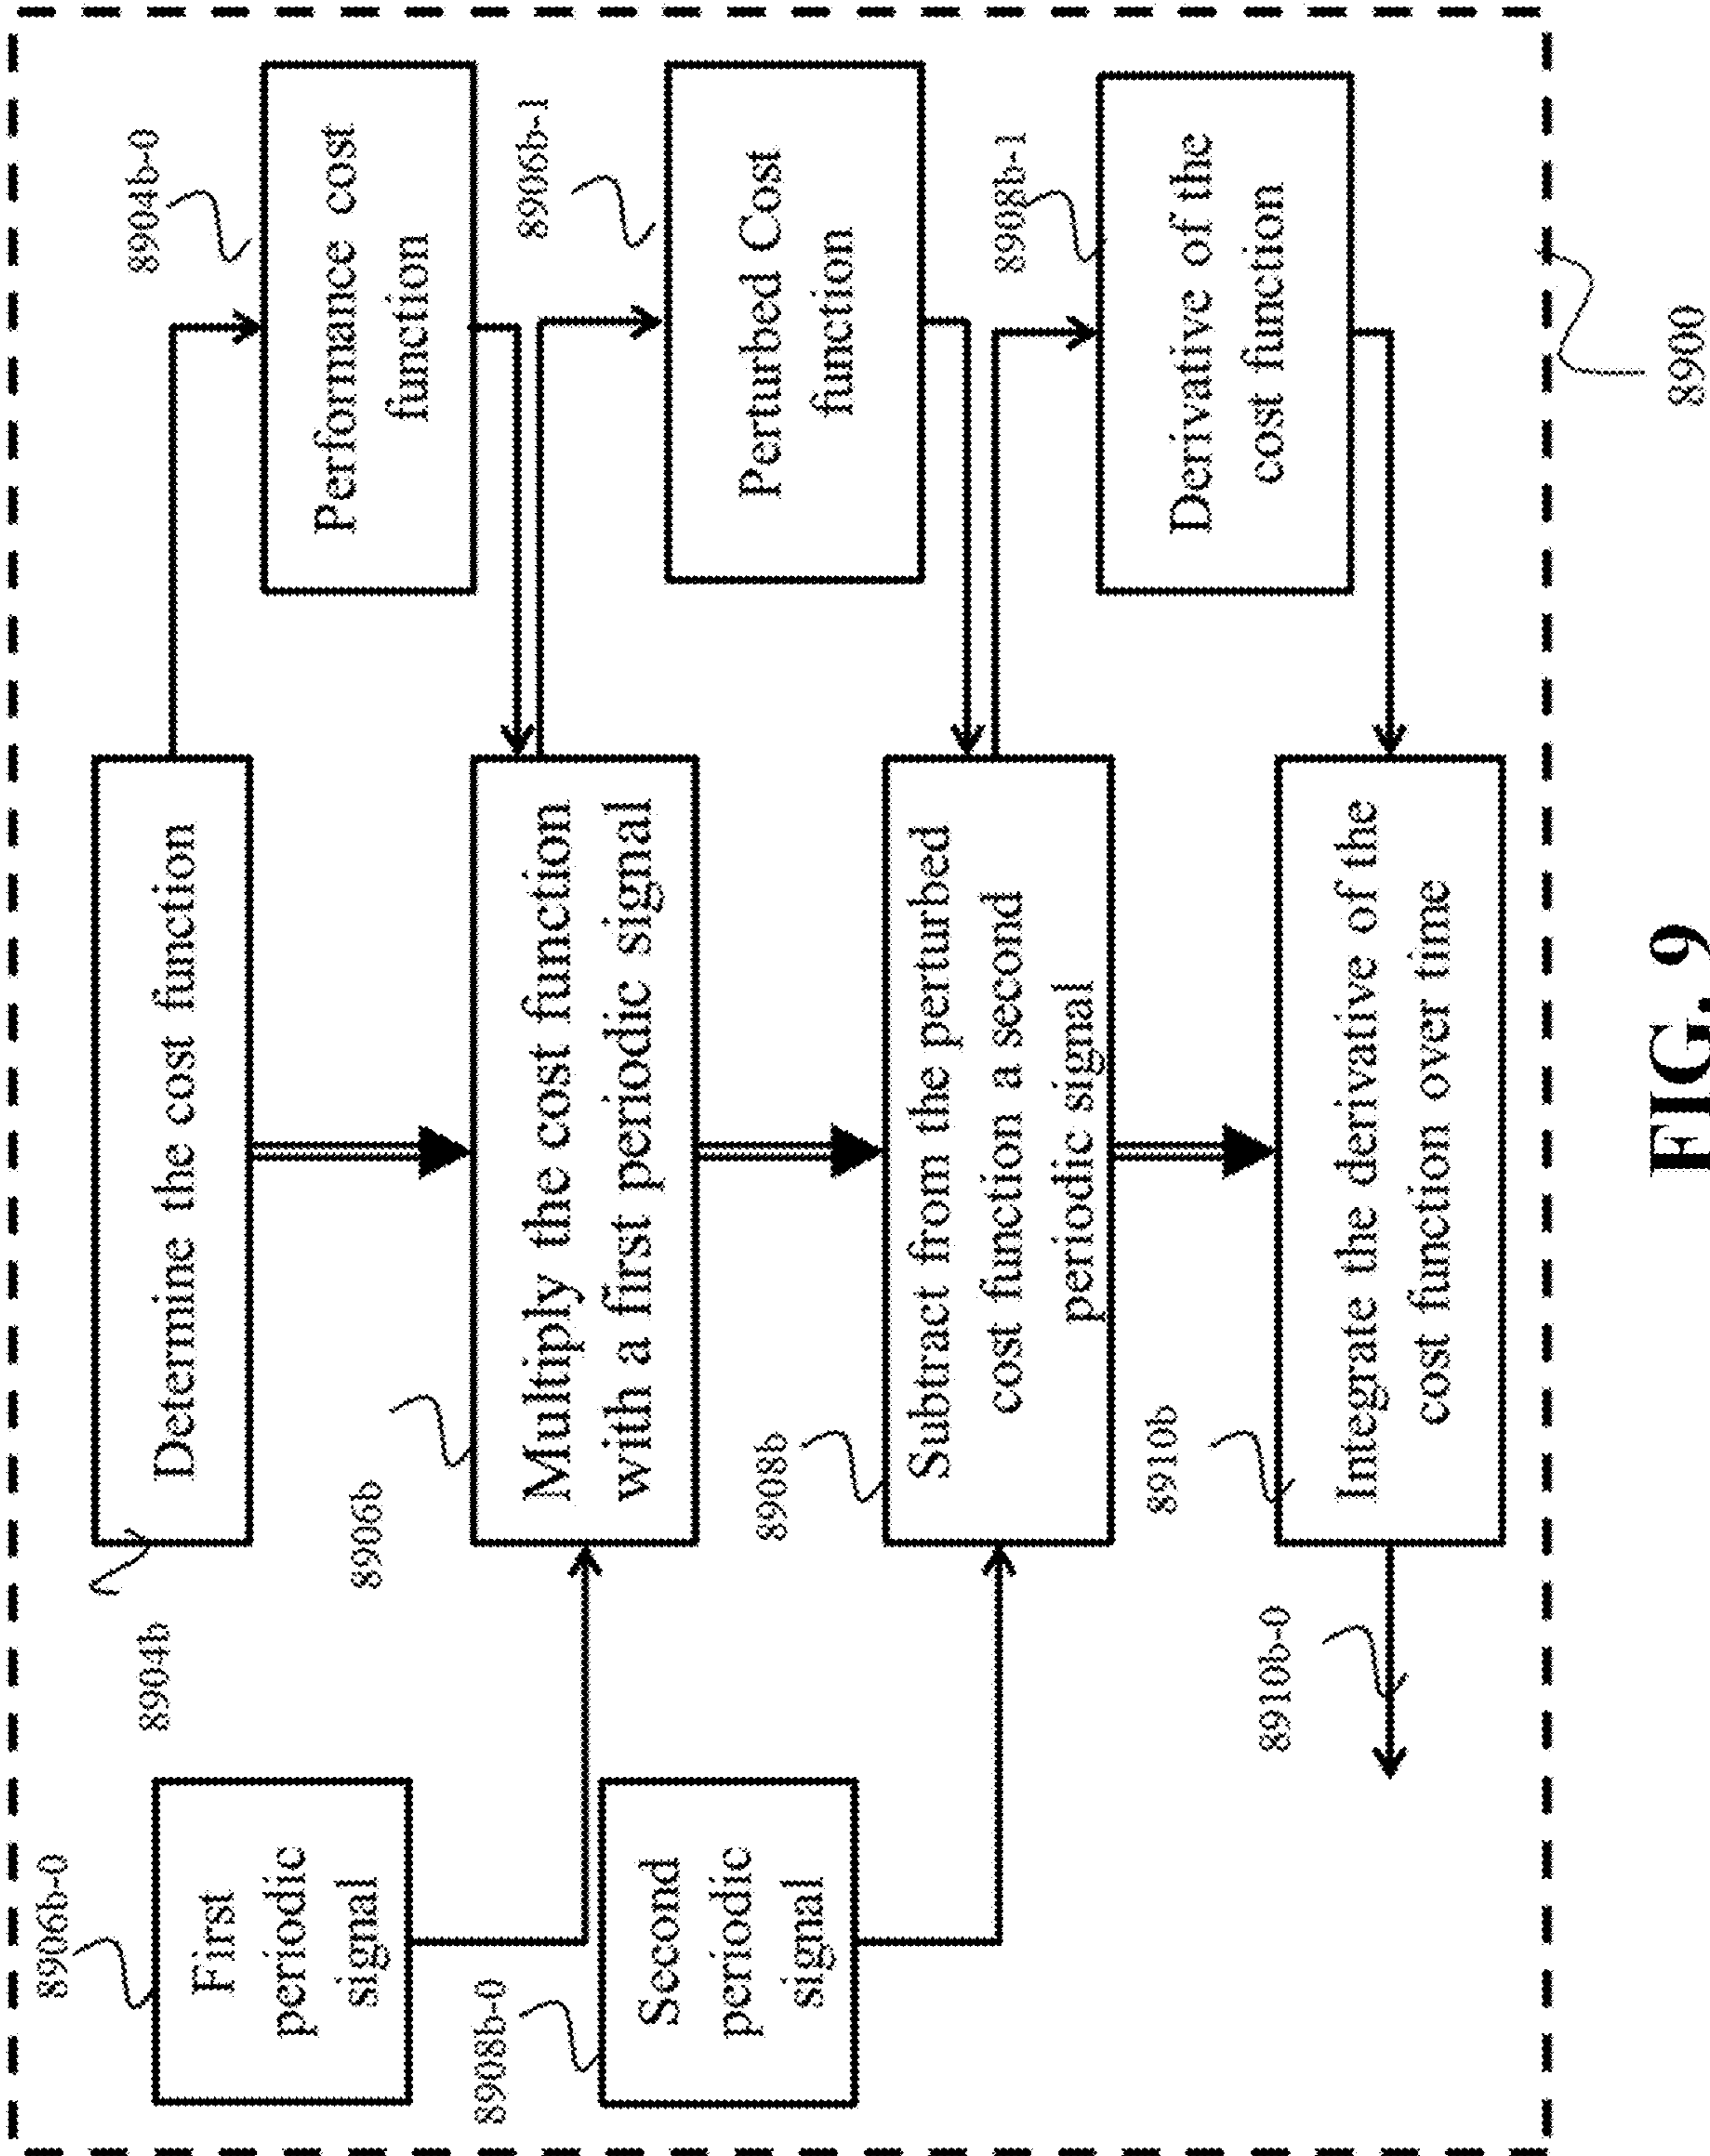 8904b-0
Performance cost
function
8906b-1
Perturbed Cost
function
8908b-1
Derivative of the
cost function
8900
Determine the cost function
8904b
Multiply the cost function
with a first periodic signal
8906b
Subtract from the perturbed
cost function a second
periodic signal
8908b
Integrate the derivative of the
cost function over time
8910b
8910b-0
8906b-0
First
periodic
signal
8908b-0
Second
periodic
signal
FIG. 9